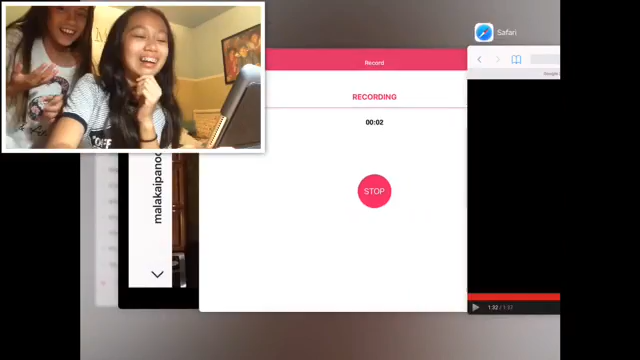 Safari
Record
RECORDING
00:02
STOP
malakaipanoo
1:32 / 1:37